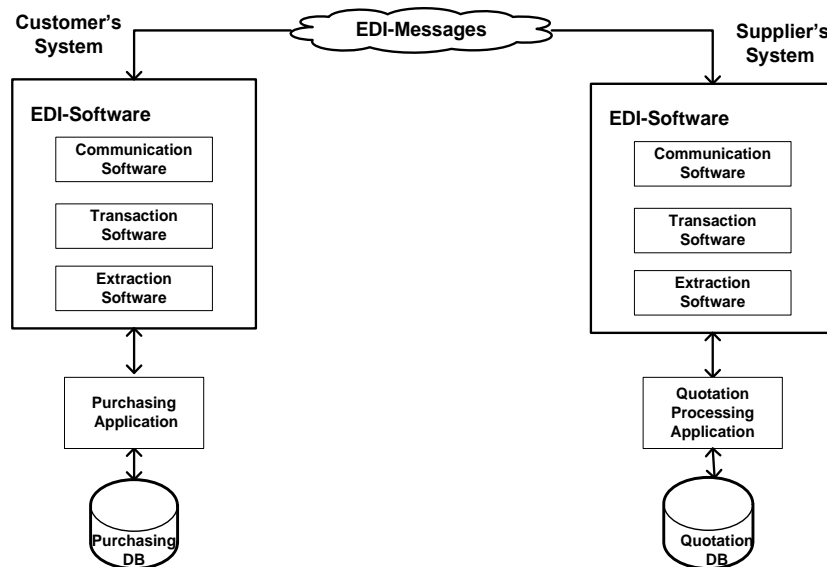 Customer's
System
EDI-Messages
Supplier's
System
EDI-Software
Communication
Software
Transaction
Software
Extraction
Software
Purchasing
Application
Purchasing
DB
EDI-Software
Communication
Software
Transaction
Software
Extraction
Software
Quotation
Processing
Application
Quotation
DB